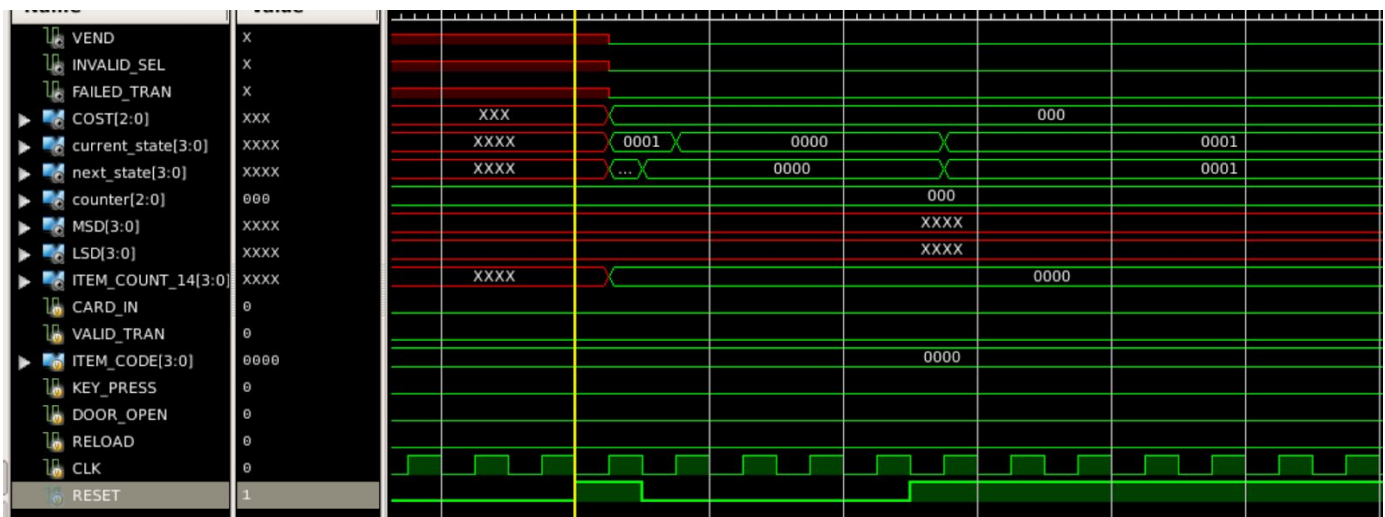 Name Value
VEND X
INVALID_SEL X
FAILED_TRAN X
COST[2:0] XXX XXX 000
current_state[3:0] XXXX XXXX 0001 0000 0001
next_state[3:0] XXXX XXXX ... 0000 0001
counter[2:0] 000 000
MSD[3:0] XXXX XXXX
LSD[3:0] XXXX XXXX
ITEM_COUNT_14[3:0] XXXX XXXX 0000
CARD_IN 0
VALID_TRAN 0
ITEM_CODE[3:0] 0000 0000
KEY_PRESS 0
DOOR_OPEN 0
RELOAD 0
CLK 0
RESET 1